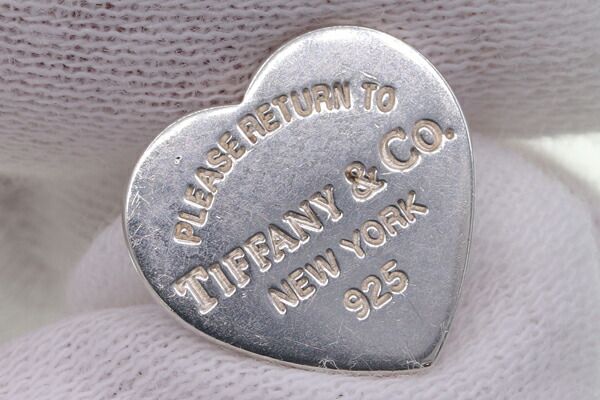 PLEASE RETURN TO
TIFFANY & CO.
NEW YORK
925